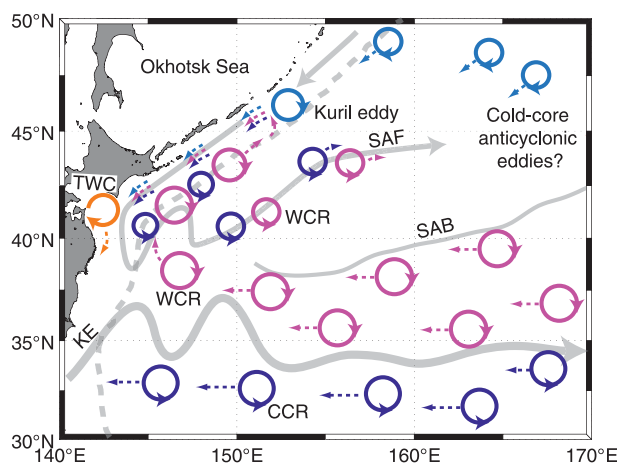 50°N
Okhotsk Sea
Kuril eddy
Cold-core
anticyclonic
eddies?
45°N
SAF
TWC
WCR
40°N
SAB
WCR
35°N
KE
CCR
30°N
140°E
150°E
160°E
170°E